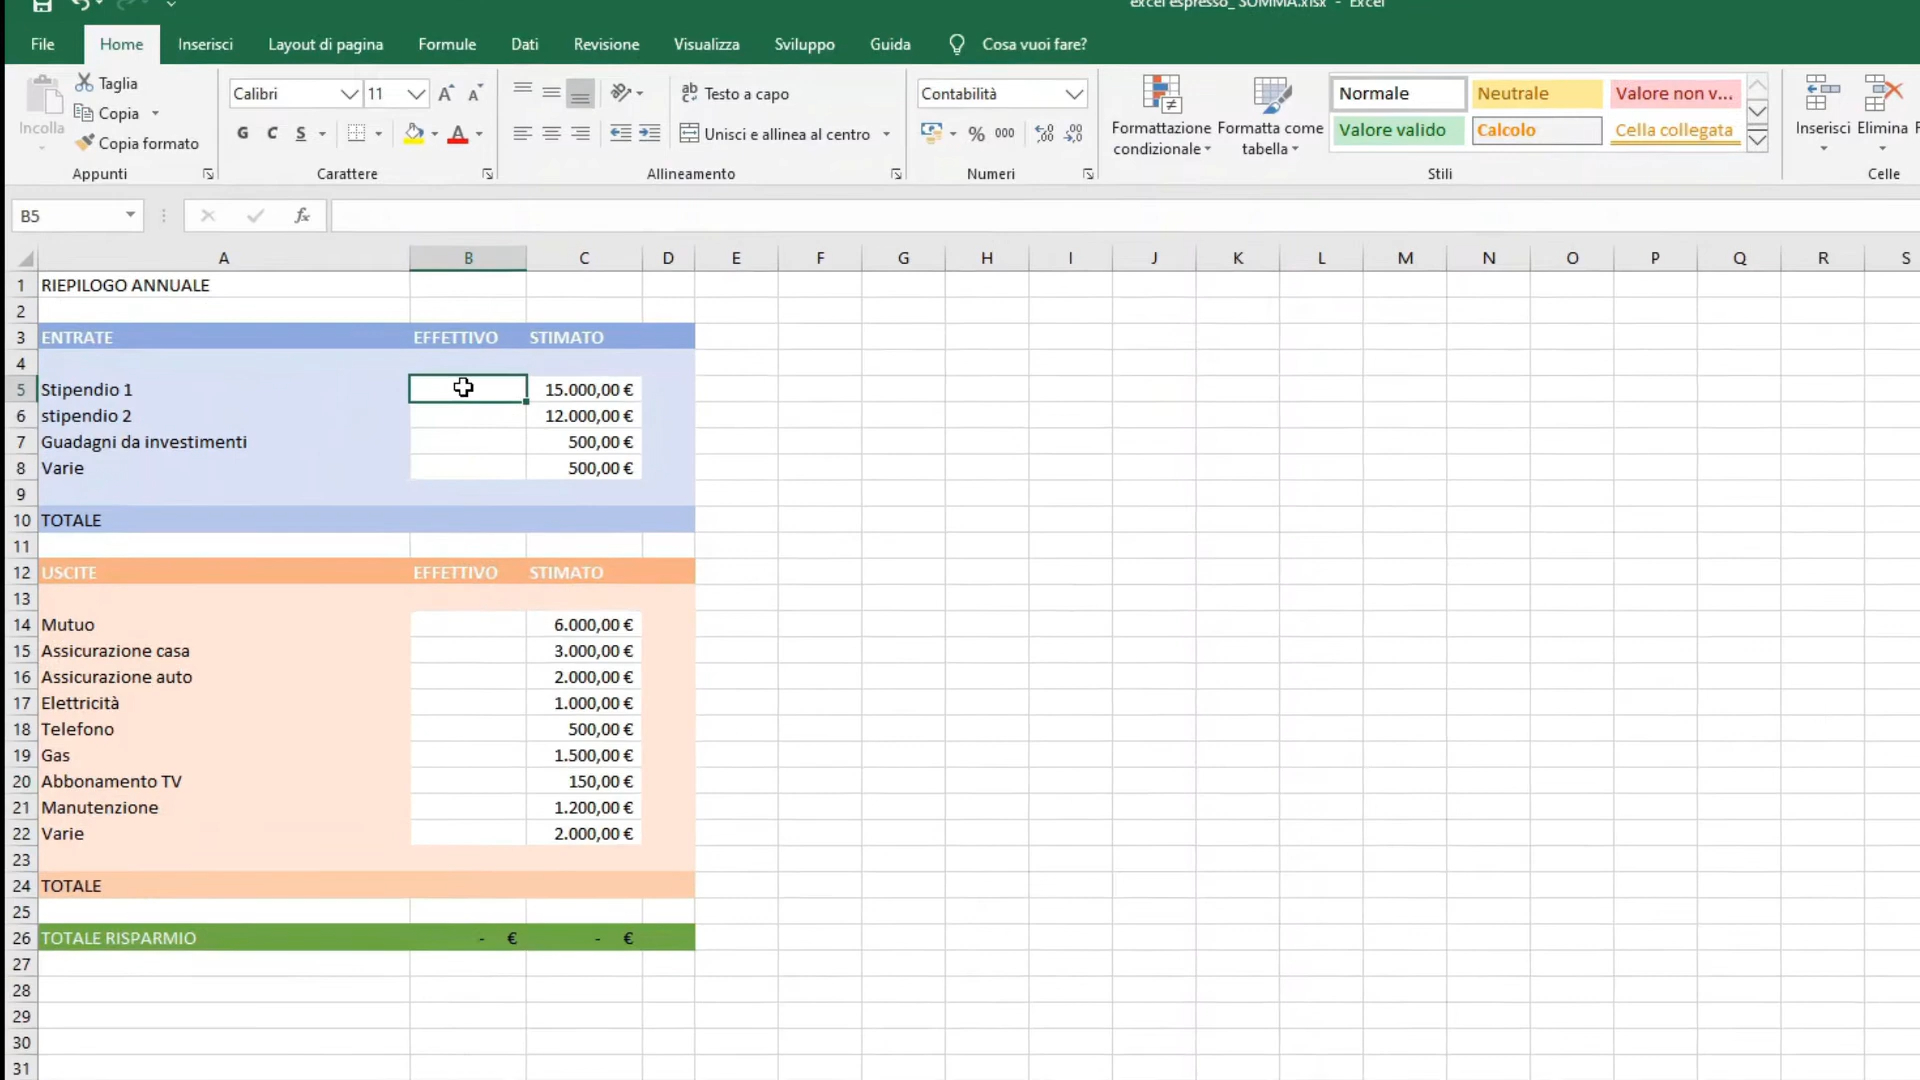 excel espresso_ SOMMA.xlsx - Excel
File Home Inserisci Layout di pagina Formule Dati Revisione Visualizza Sviluppo Guida Cosa vuoi fare?
Incolla
Taglia
Copia
Copia formato
Appunti
Calibri 11
G C S
Carattere
Testo a capo
Unisci e allinea al centro
Allineamento
Contabilità
% 000
Numeri
Formattazione condizionale
Formatta come tabella
Normale Neutrale Valore non v...
Valore valido Calcolo Cella collegata
Stili
Inserisci Elimina
Celle
B5 fx
A B C D E F G H I J K L M N O P Q R S
1 RIEPILOGO ANNUALE
2
3 ENTRATE EFFETTIVO STIMATO
4
5 Stipendio 1 15.000,00 €
6 stipendio 2 12.000,00 €
7 Guadagni da investimenti 500,00 €
8 Varie 500,00 €
9
10 TOTALE
11
12 USCITE EFFETTIVO STIMATO
13
14 Mutuo 6.000,00 €
15 Assicurazione casa 3.000,00 €
16 Assicurazione auto 2.000,00 €
17 Elettricità 1.000,00 €
18 Telefono 500,00 €
19 Gas 1.500,00 €
20 Abbonamento TV 150,00 €
21 Manutenzione 1.200,00 €
22 Varie 2.000,00 €
23
24 TOTALE
25
26 TOTALE RISPARMIO - € - €
27
28
29
30
31